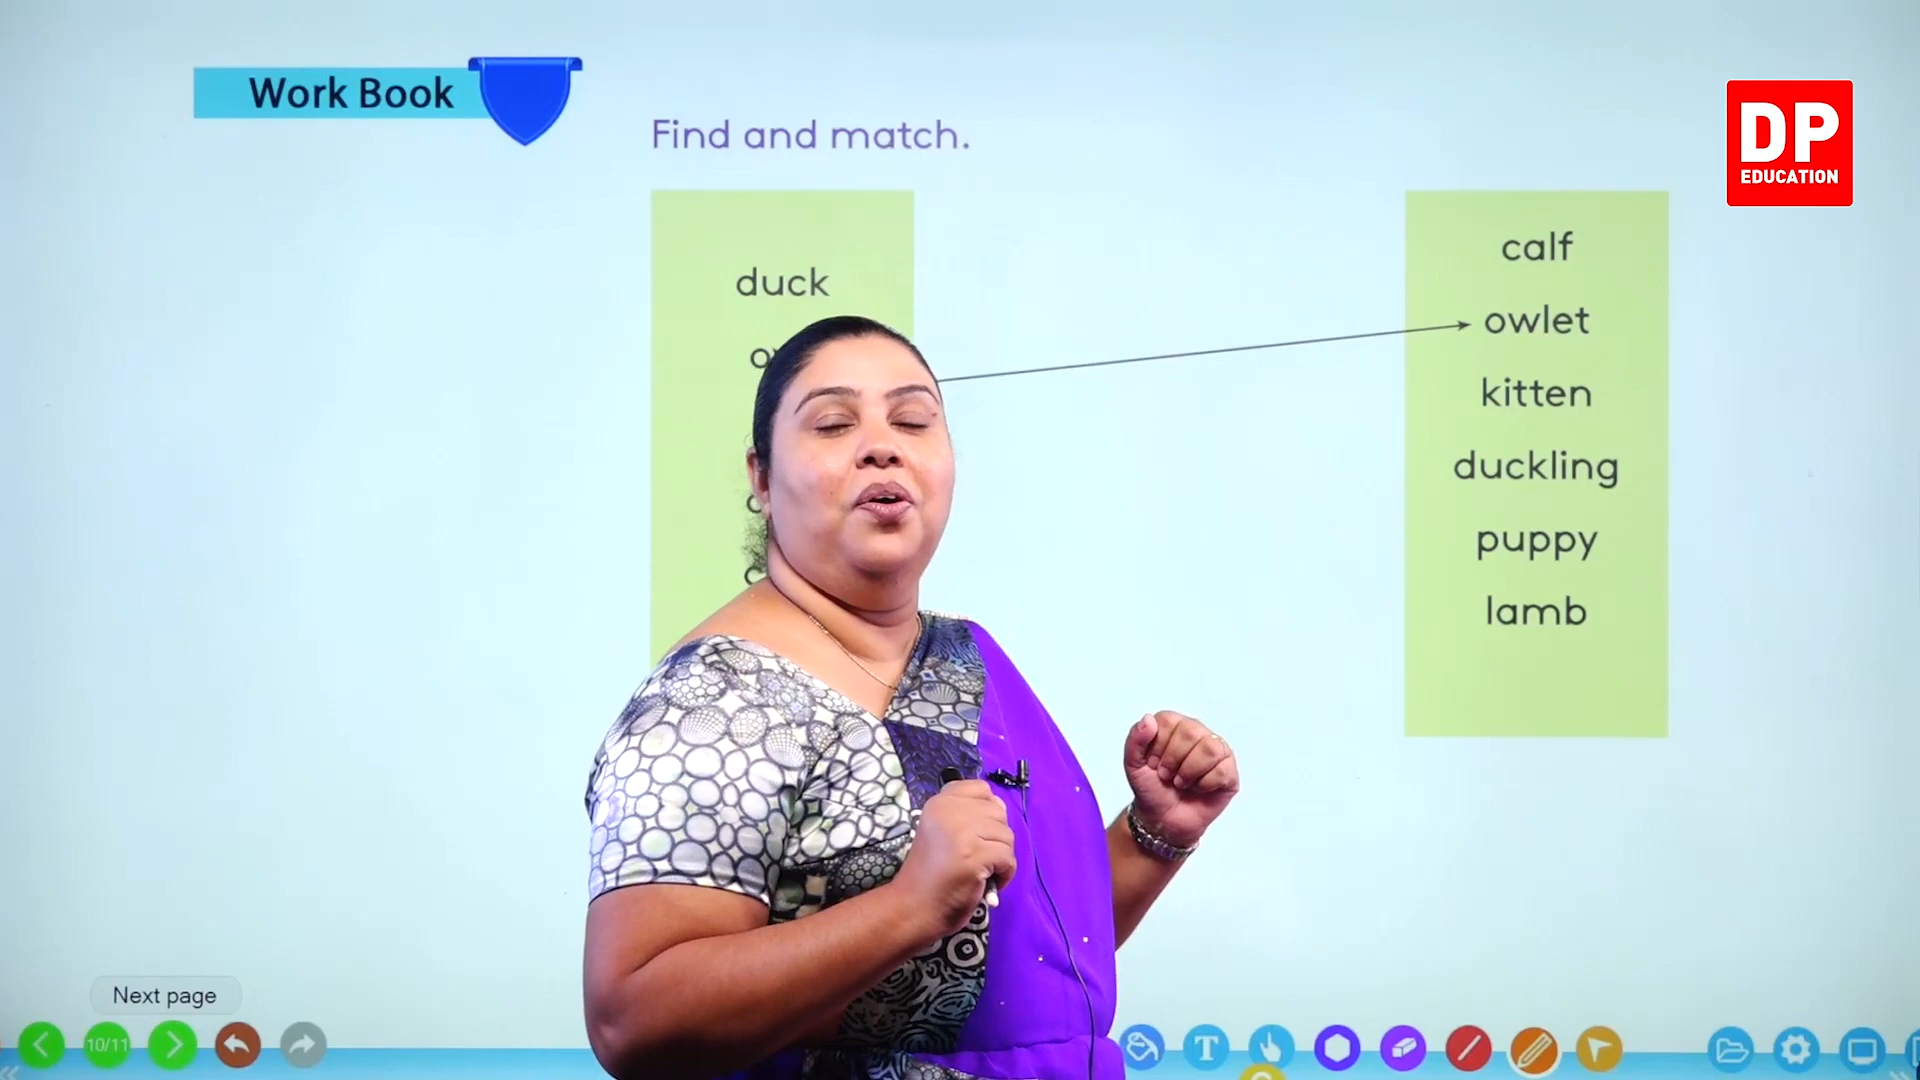 Work Book
Find and match.
DP
EDUCATION
duck
calf
owlet
kitten
duckling
puppy
lamb
Next page
10/11
T